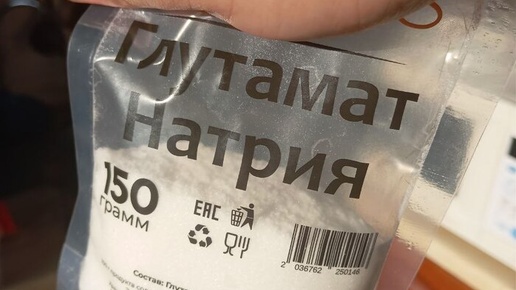 Глутамат
Натрия
150
грамм
EAC
2 036762 250146
Состав: